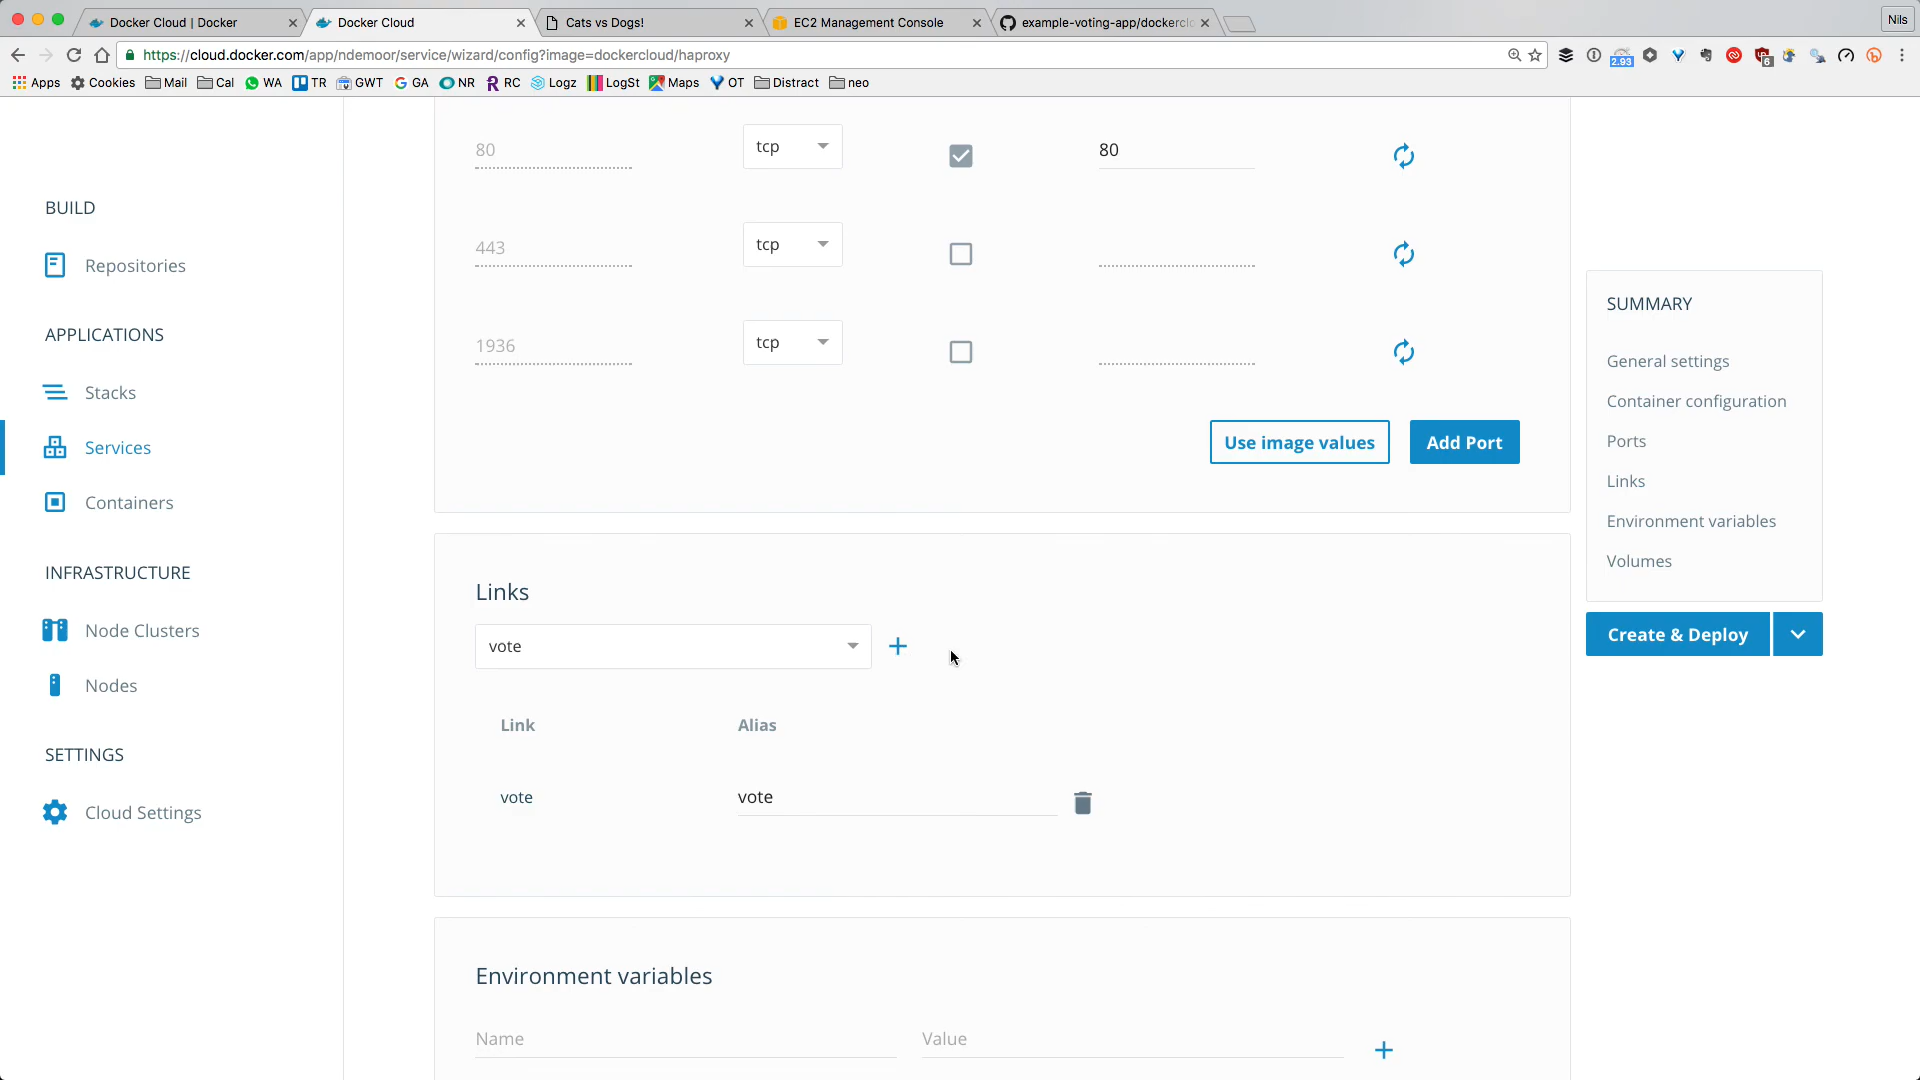 Docker Cloud | Docker
Docker Cloud
Cats vs Dogs!
EC2 Management Console
example-voting-app/dockerclo
Nils
https://cloud.docker.com/app/ndemoor/service/wizard/config?image=dockercloud/haproxy
2.93
6
Apps
Cookies
Mail
Cal
WA
TR
GWT
GA
NR
RC
Logz
LogSt
Maps
OT
Distract
neo
BUILD
Repositories
APPLICATIONS
Stacks
Services
Containers
INFRASTRUCTURE
Node Clusters
Nodes
SETTINGS
Cloud Settings
80 tcp 80
443 tcp
1936 tcp
Use image values
Add Port
Links
vote
Link Alias
vote vote
Environment variables
Name Value
SUMMARY
General settings
Container configuration
Ports
Links
Environment variables
Volumes
Create & Deploy